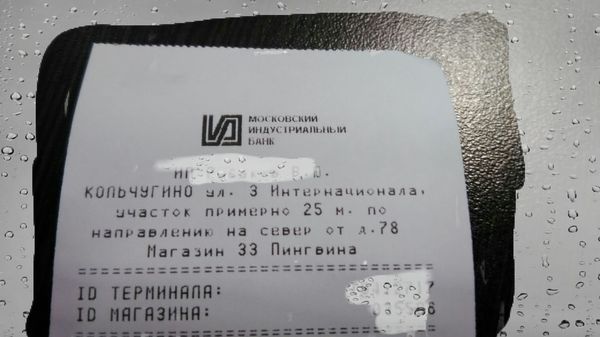 МОСКОВСКИЙ
ИНДУСТРИАЛЬНЫЙ
БАНК
КОЛЬЧУГИНО ул. 3 Интернационала,
участок примерно 25 м. по
направлению на север от д.78
Магазин 33 Пингвина
ID ТЕРМИНАЛА:
ID МАГАЗИНА: